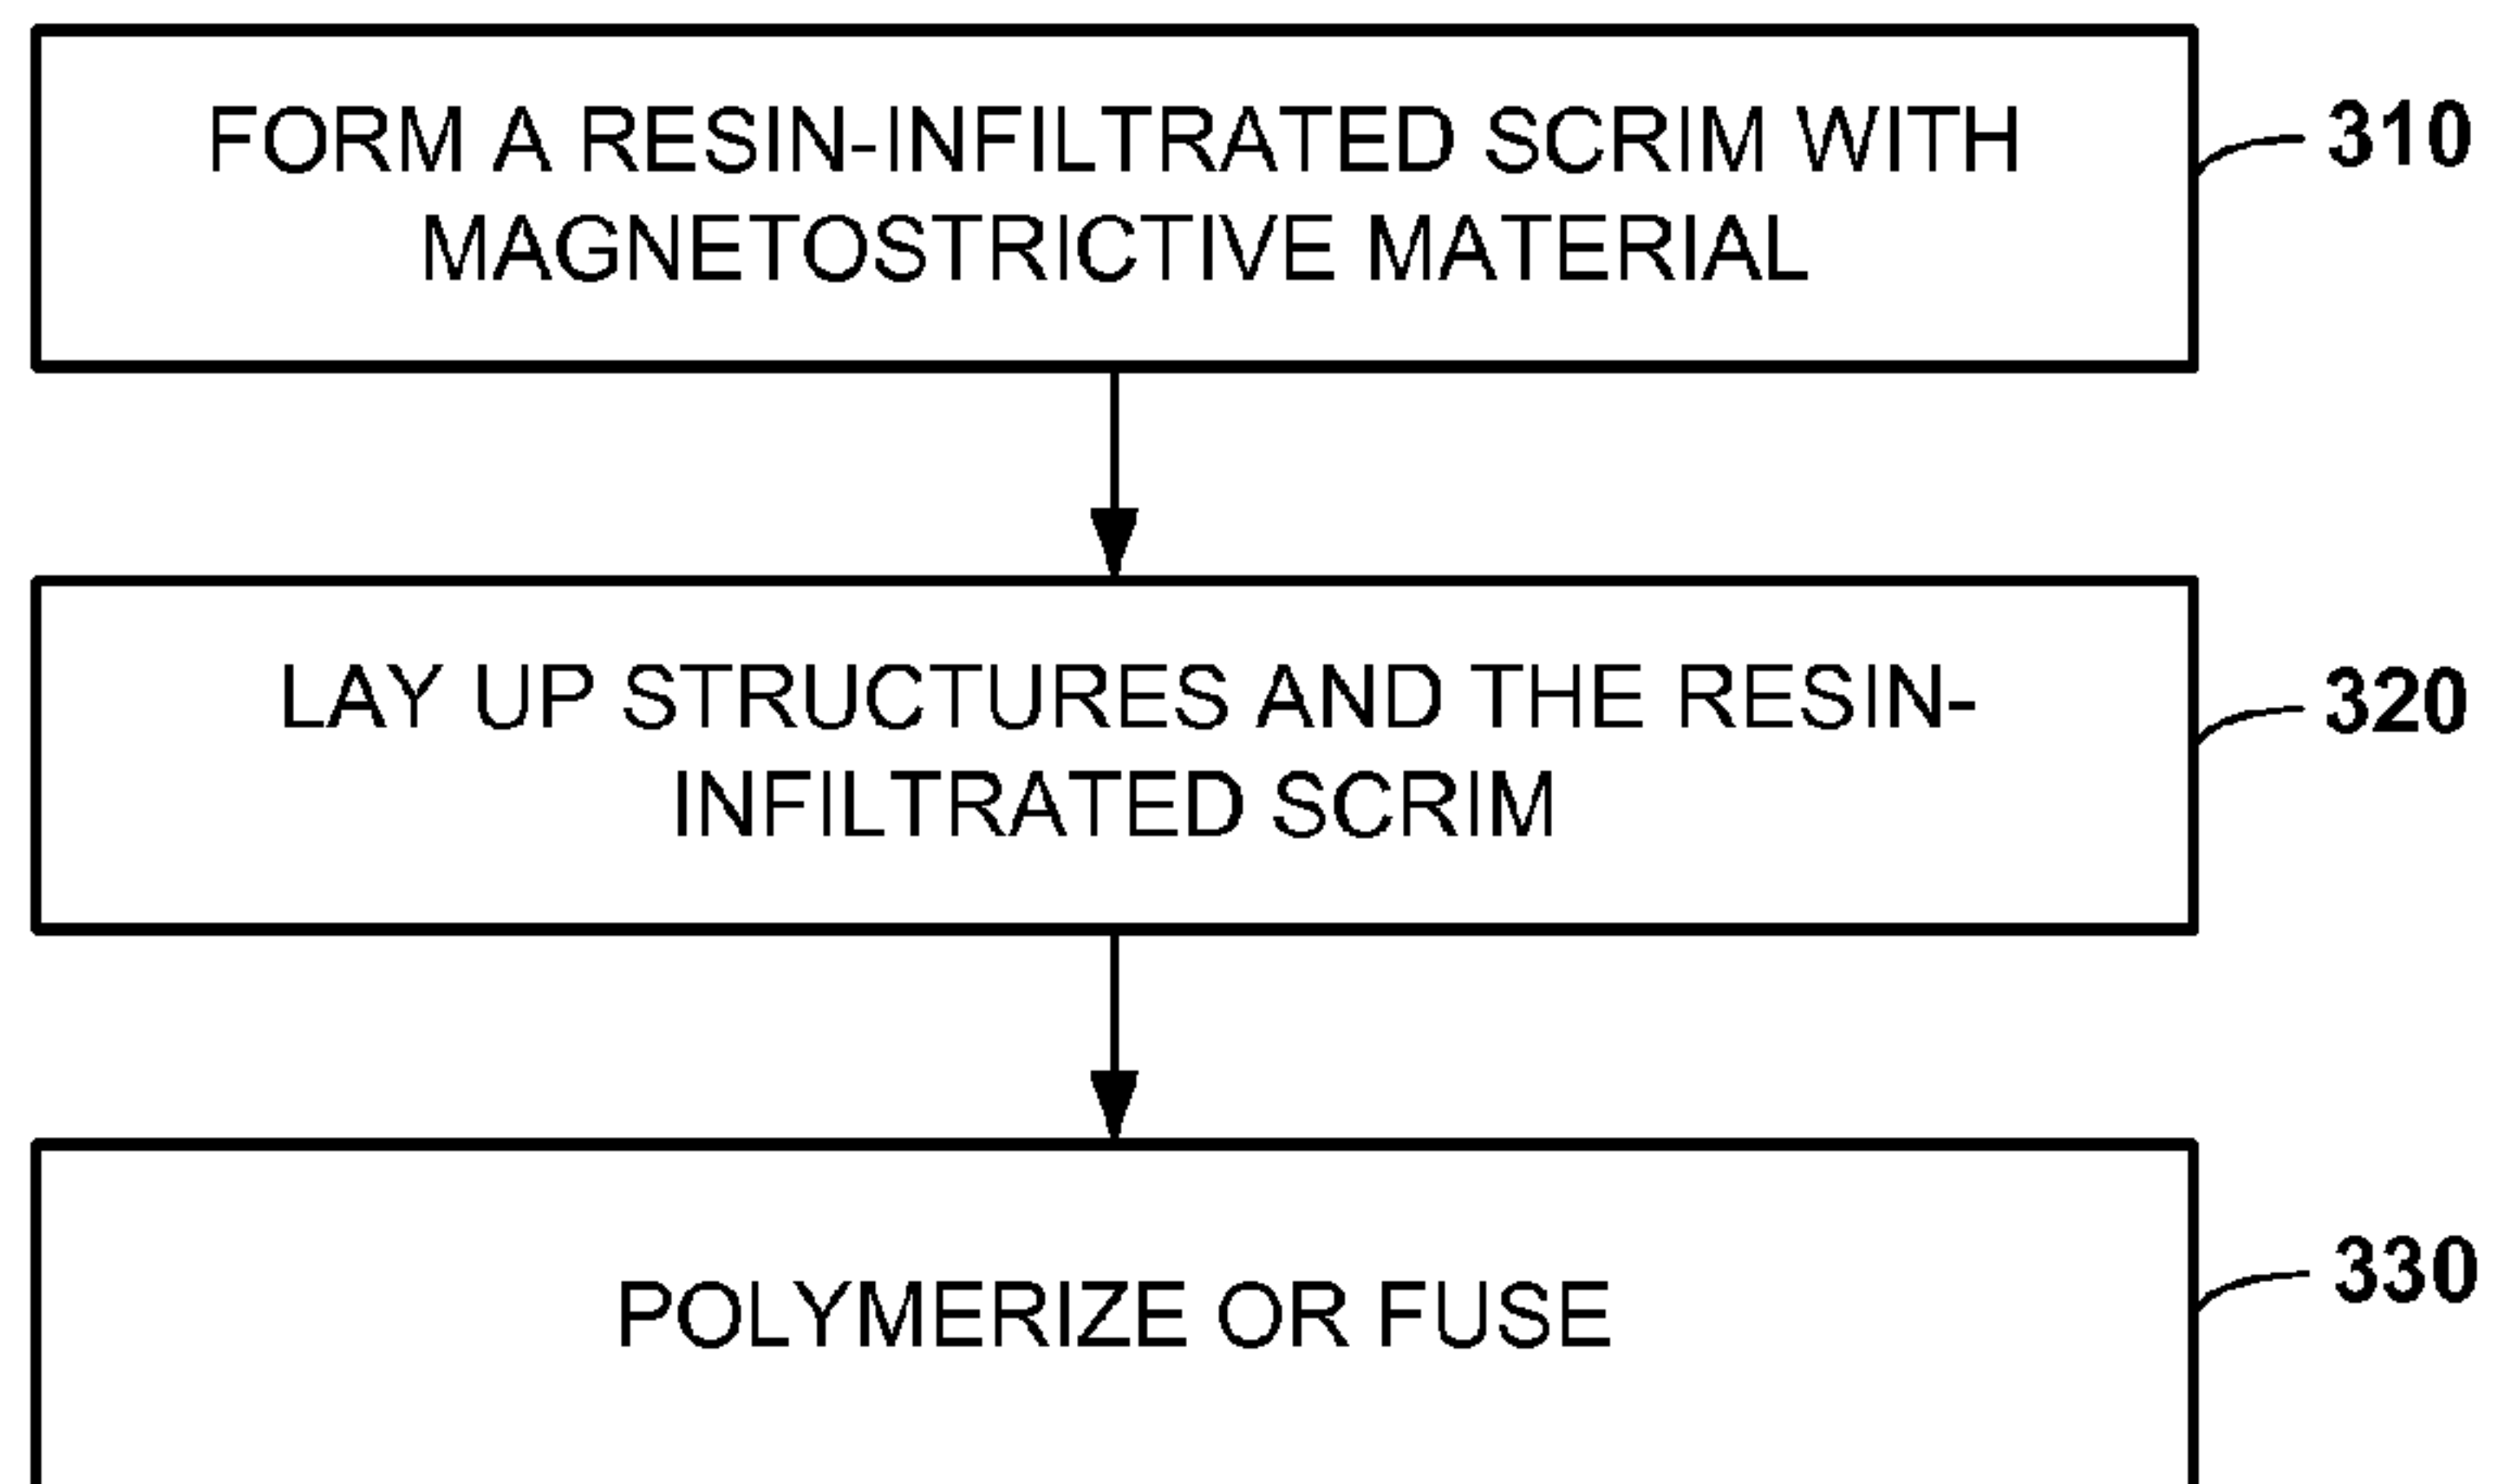 FORM A RESIN-INFILTRATED SCRIM WITH
MAGNETOSTRICTIVE MATERIAL
310
LAY UP STRUCTURES AND THE RESIN-
INFILTRATED SCRIM
320
POLYMERIZE OR FUSE
330